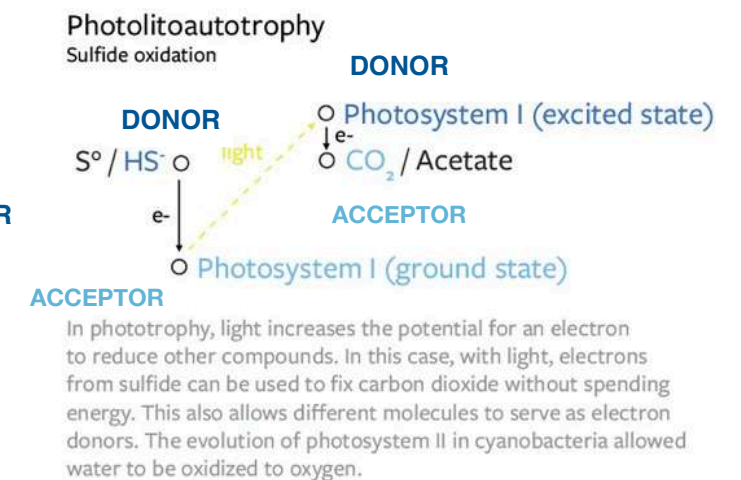 Photolitoautotrophy
Sulfide oxidation
DONOR
DONOR
Photosystem I (excited state)
light
e-
S° / HS-
CO2 / Acetate
R
e-
ACCEPTOR
Photosystem I (ground state)
ACCEPTOR
In phototrophy, light increases the potential for an electron
to reduce other compounds. In this case, with light, electrons
from sulfide can be used to fix carbon dioxide without spending
energy. This also allows different molecules to serve as electron
donors. The evolution of photosystem II in cyanobacteria allowed
water to be oxidized to oxygen.